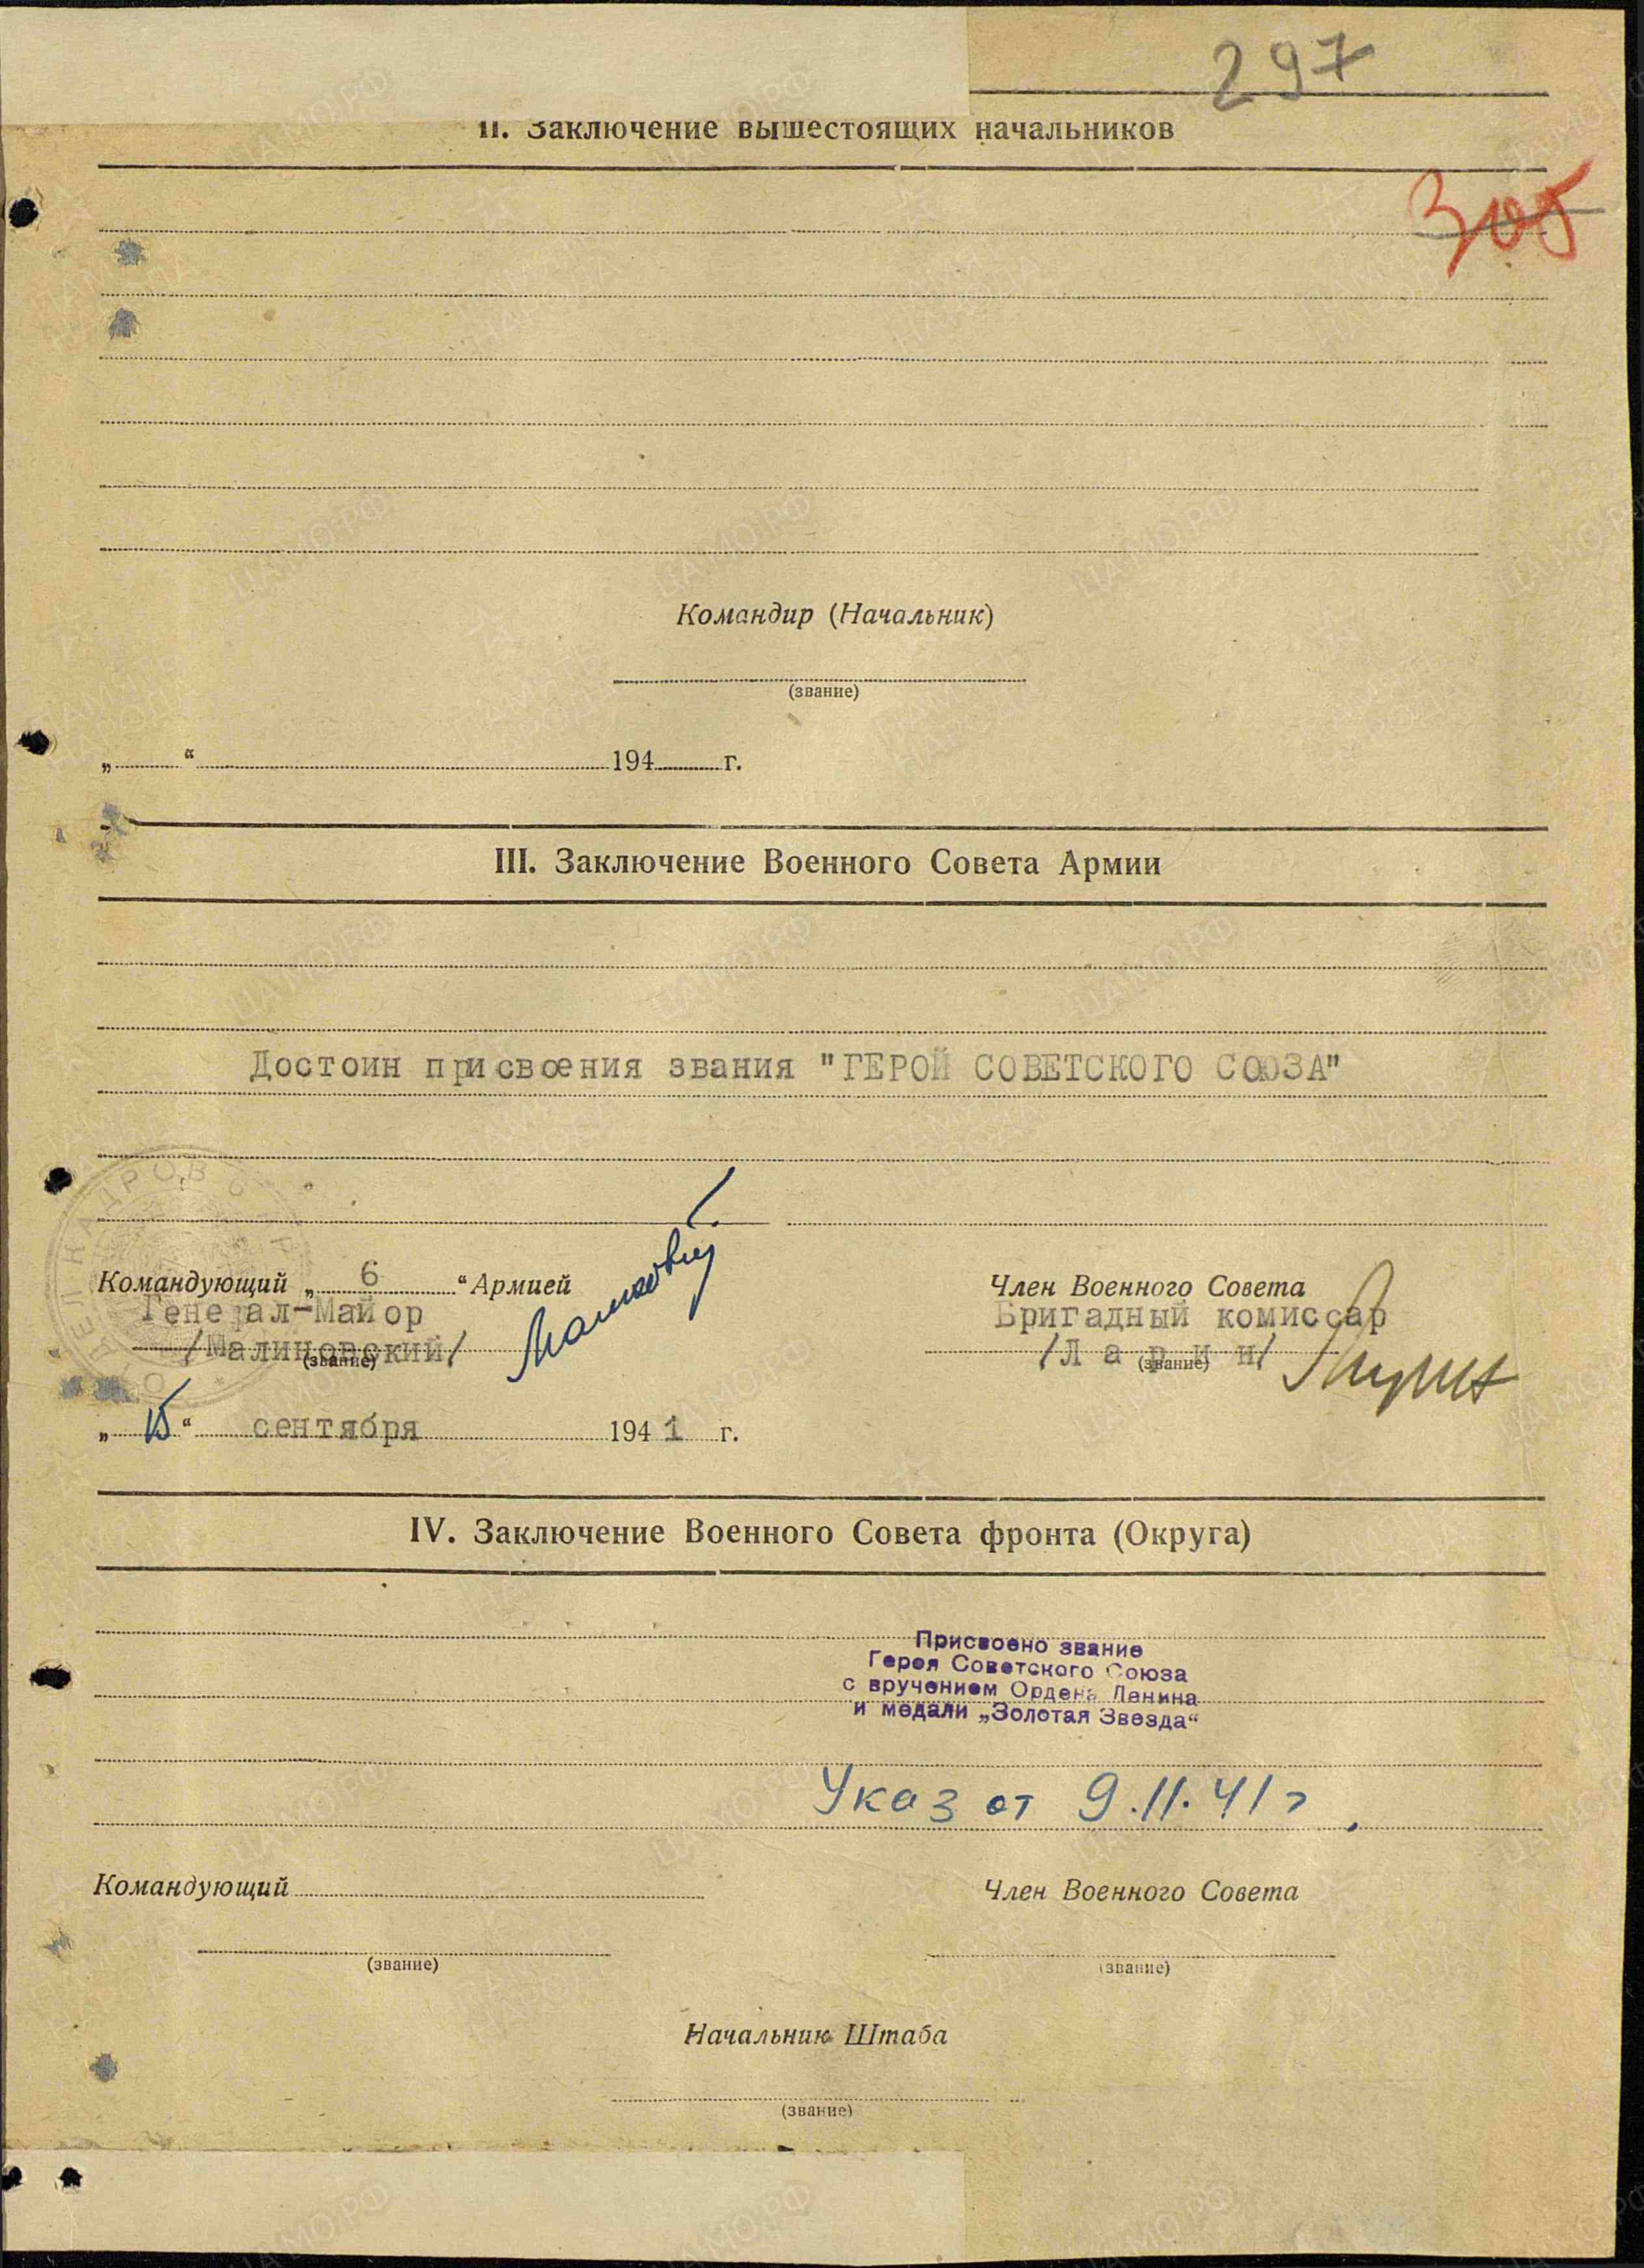 297
II. Заключение вышестоящих начальников
305
Командир (Начальник)
(звание)
„ “ 194 г.
III. Заключение Военного Совета Армии
Достоин присвоения звания "ГЕРОЙ СОВЕТСКОГО СОЮЗА"
Командующий „ 6 “ Армией
Член Военного Совета
Генерал-Майор
Бригадный комиссар
/Малиновский/
/Л а р и н/
(звание)
(звание)
„ 15 “ сентября 194 1 г.
IV. Заключение Военного Совета фронта (Округа)
Присвоено звание
Героя Советского Союза
с вручением Ордена Ленина
и медали „Золотая Звезда“
Указ от 9.11.41 г
Командующий
Член Военного Совета
(звание)
(звание)
Начальник Штаба
(звание)